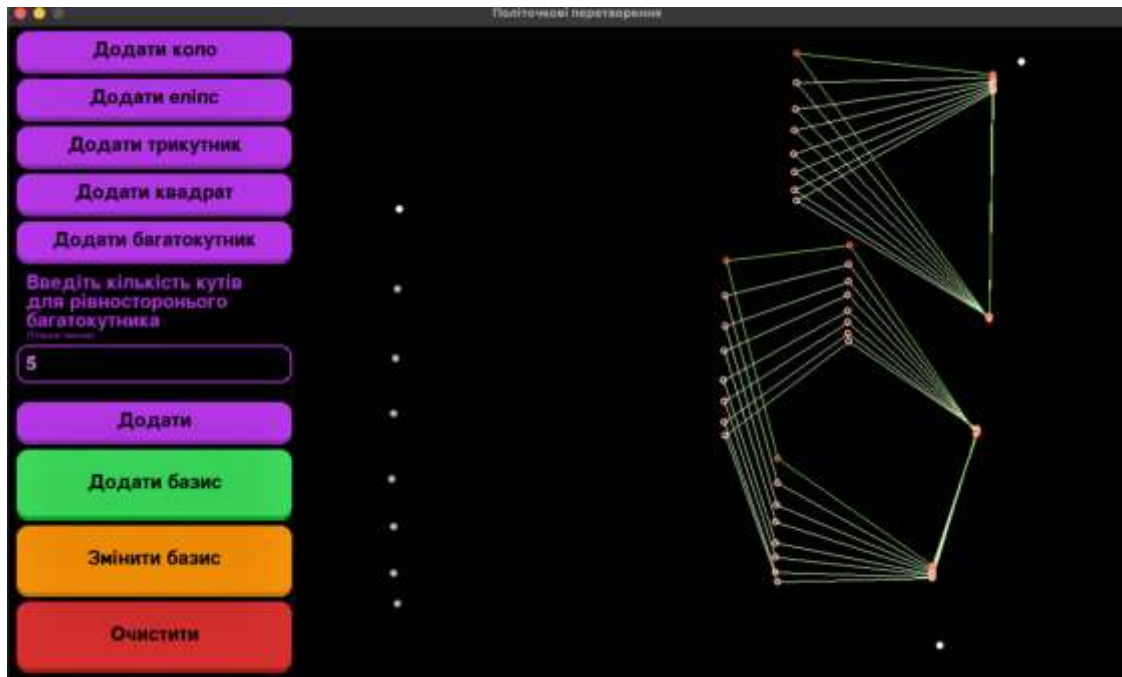 Політочкові перетворення
Додати коло
Додати еліпс
Додати трикутник
Додати квадрат
Додати багатокутник
Введіть кількість кутів
для рівностороннього
багатокутника
5
Додати
Додати базис
Змінити базис
Очистити